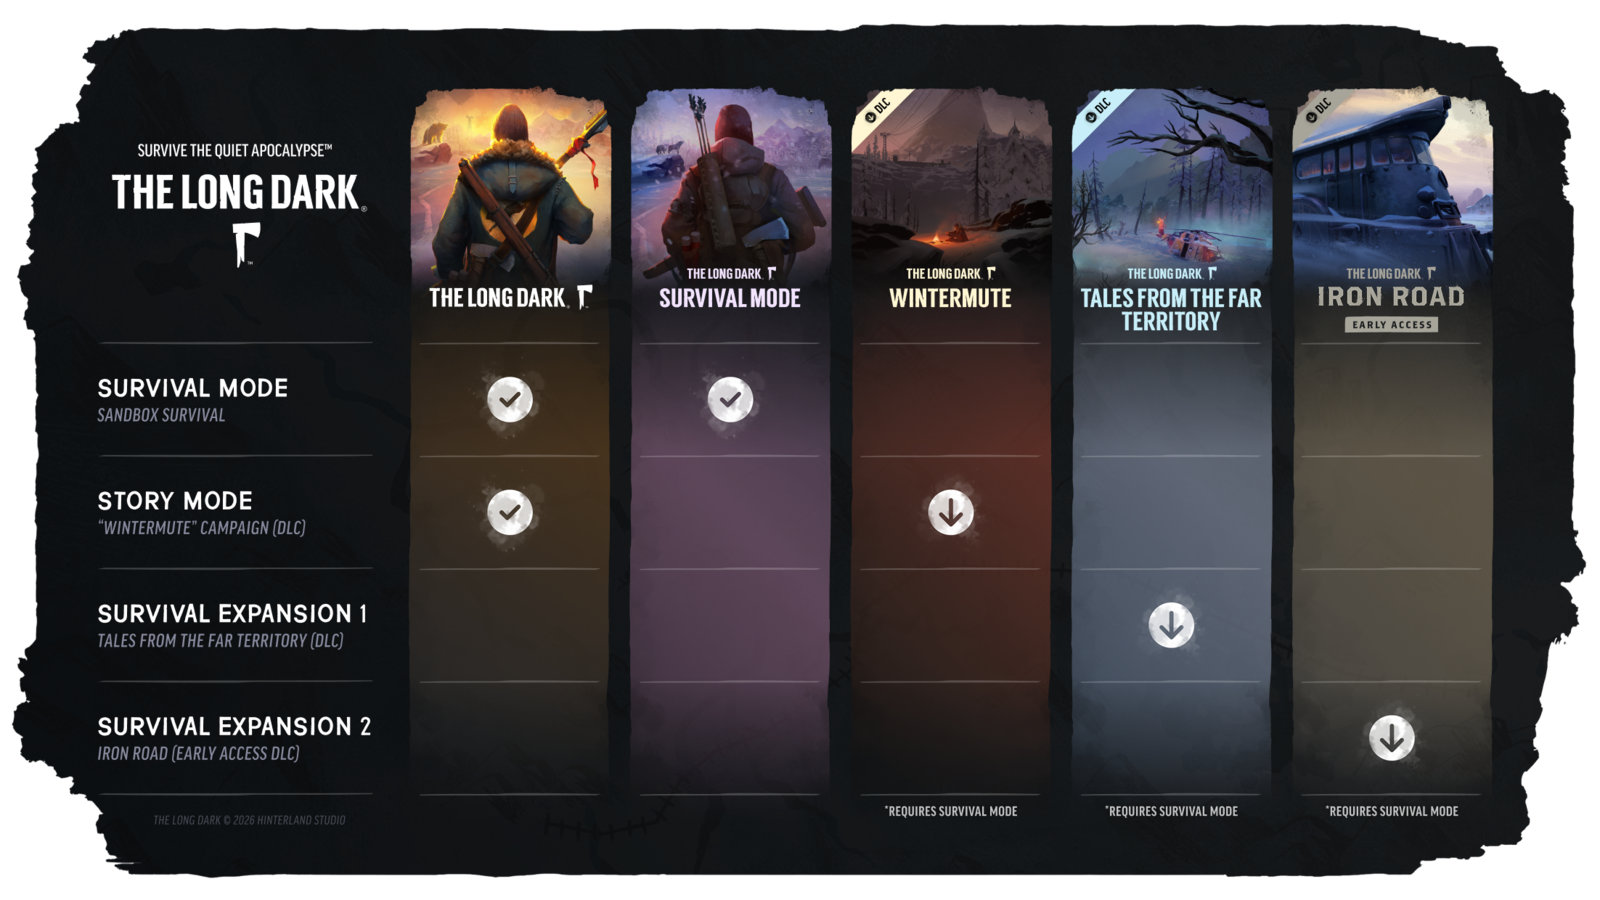 SURVIVE THE QUIET APOCALYPSE™
THE LONG DARK®
™
DLC
DLC
DLC
THE LONG DARK
THE LONG DARK
SURVIVAL MODE
THE LONG DARK
WINTERMUTE
THE LONG DARK
TALES FROM THE FAR
TERRITORY
THE LONG DARK
IRON ROAD
EARLY ACCESS
SURVIVAL MODE
SANDBOX SURVIVAL
STORY MODE
"WINTERMUTE" CAMPAIGN (DLC)
SURVIVAL EXPANSION 1
TALES FROM THE FAR TERRITORY (DLC)
SURVIVAL EXPANSION 2
IRON ROAD (EARLY ACCESS DLC)
*REQUIRES SURVIVAL MODE
*REQUIRES SURVIVAL MODE
*REQUIRES SURVIVAL MODE
THE LONG DARK © 2026 HINTERLAND STUDIO